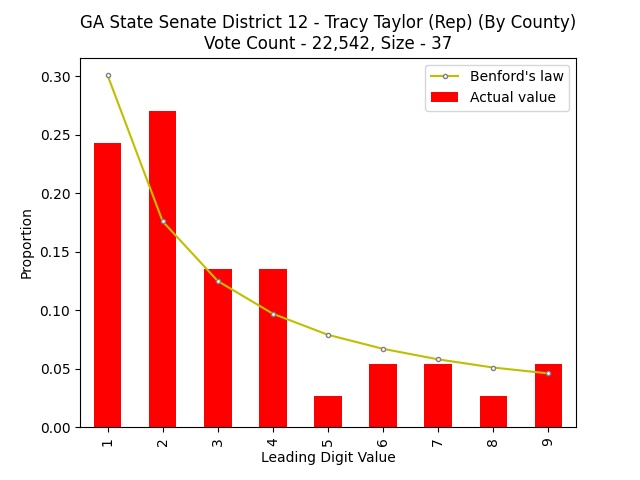 GA State Senate District 12 - Tracy Taylor (Rep) (By County)
Vote Count - 22,542, Size - 37
Benford's law
Actual value
0.30
0.25
0.20
0.15
0.10
0.05
0.00
Proportion
1 2 3 4 5 6 7 8 9
Leading Digit Value